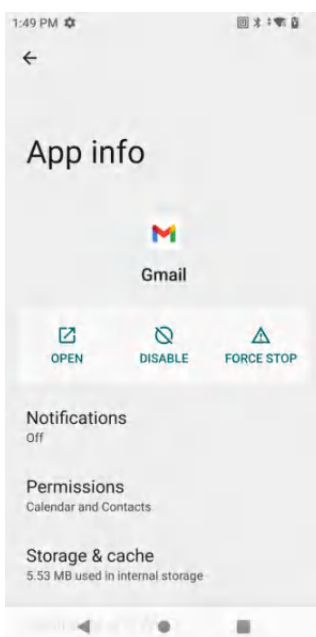 1:49 PM
App info
Gmail
OPEN DISABLE FORCE STOP
Notifications
Off
Permissions
Calendar and Contacts
Storage & cache
5.53 MB used in internal storage